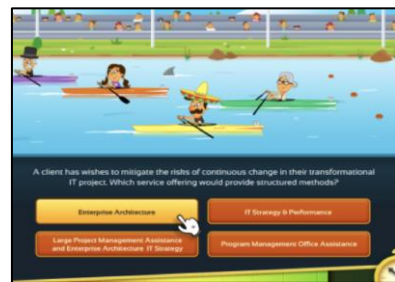 A client has wishes to mitigate the risks of continuous change in their transformational
IT project. Which service offering would provide structured methods?
Enterprise Architecture
IT Strategy & Performance
Large Project Management Assistance
and Enterprise Architecture IT Strategy
Program Management Office Assistance